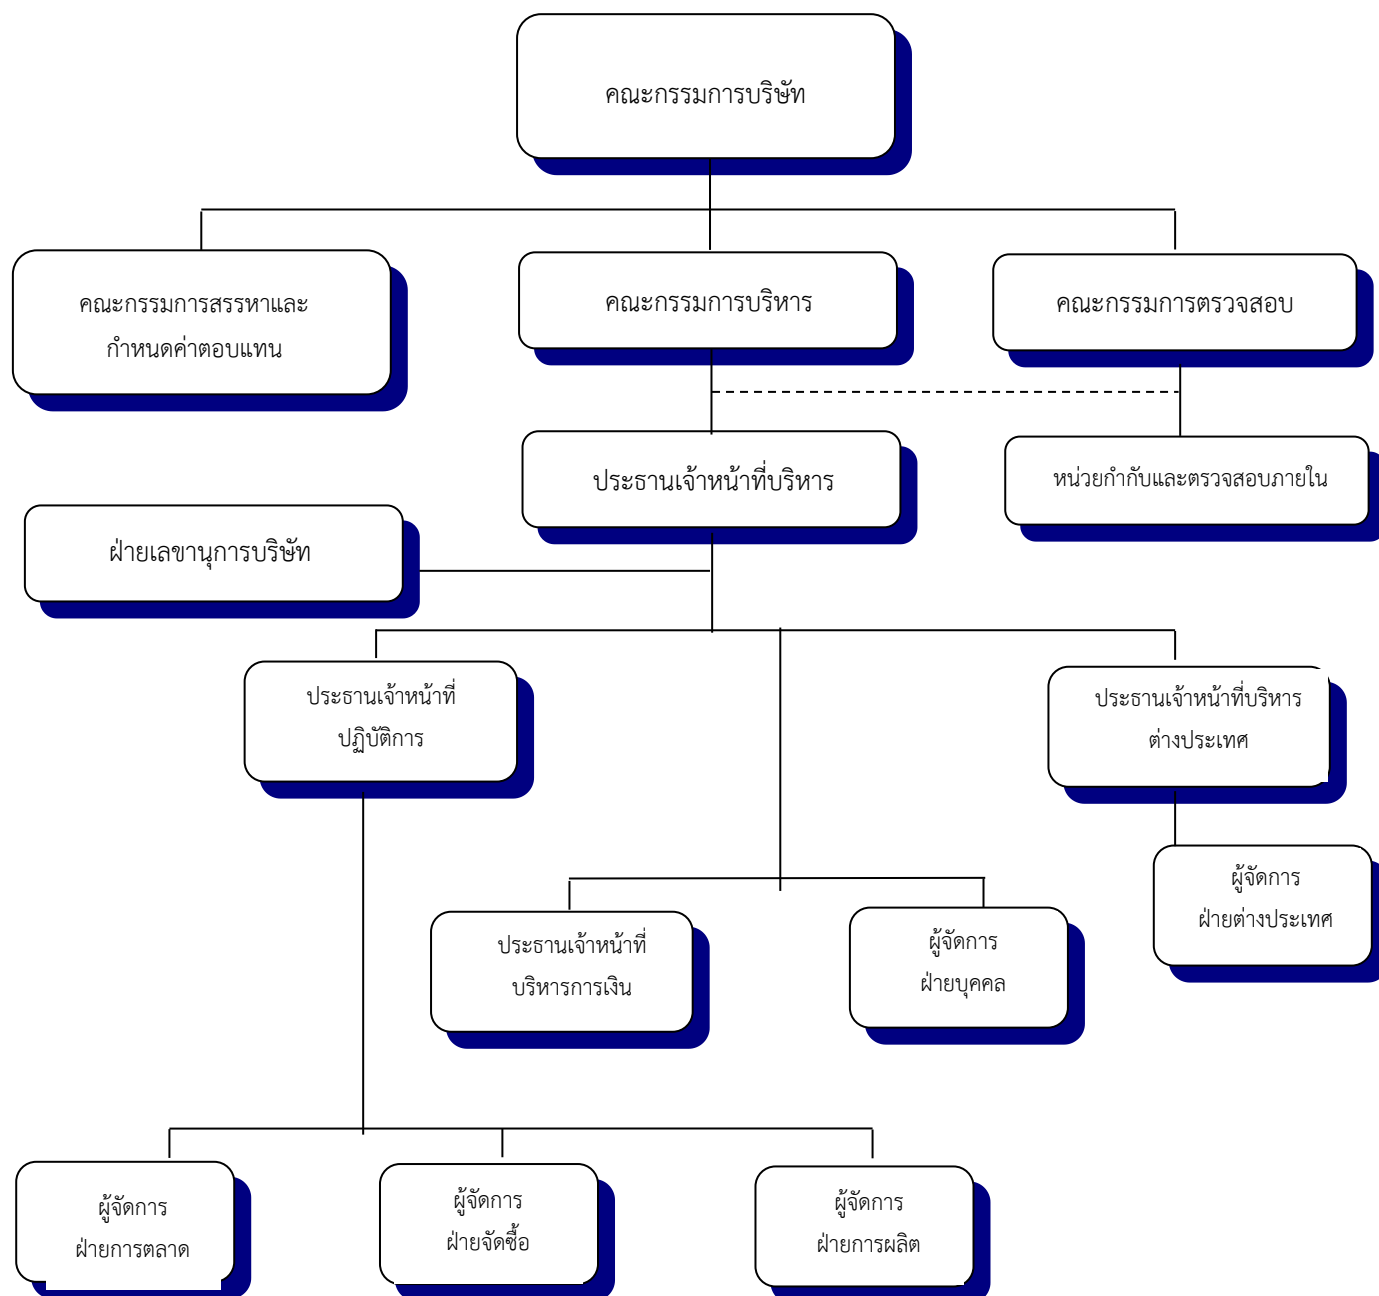 คณะกรรมการบริษัท
คณะกรรมการสรรหาและ
กำหนดค่าตอบแทน
คณะกรรมการบริหาร
คณะกรรมการตรวจสอบ
ประธานเจ้าหน้าที่บริหาร
หน่วยกำกับและตรวจสอบภายใน
ฝ่ายเลขานุการบริษัท
ประธานเจ้าหน้าที่
ปฏิบัติการ
ประธานเจ้าหน้าที่บริหาร
ต่างประเทศ
ผู้จัดการ
ฝ่ายต่างประเทศ
ประธานเจ้าหน้าที่
บริหารการเงิน
ผู้จัดการ
ฝ่ายบุคคล
ผู้จัดการ
ฝ่ายการตลาด
ผู้จัดการ
ฝ่ายจัดซื้อ
ผู้จัดการ
ฝ่ายการผลิต